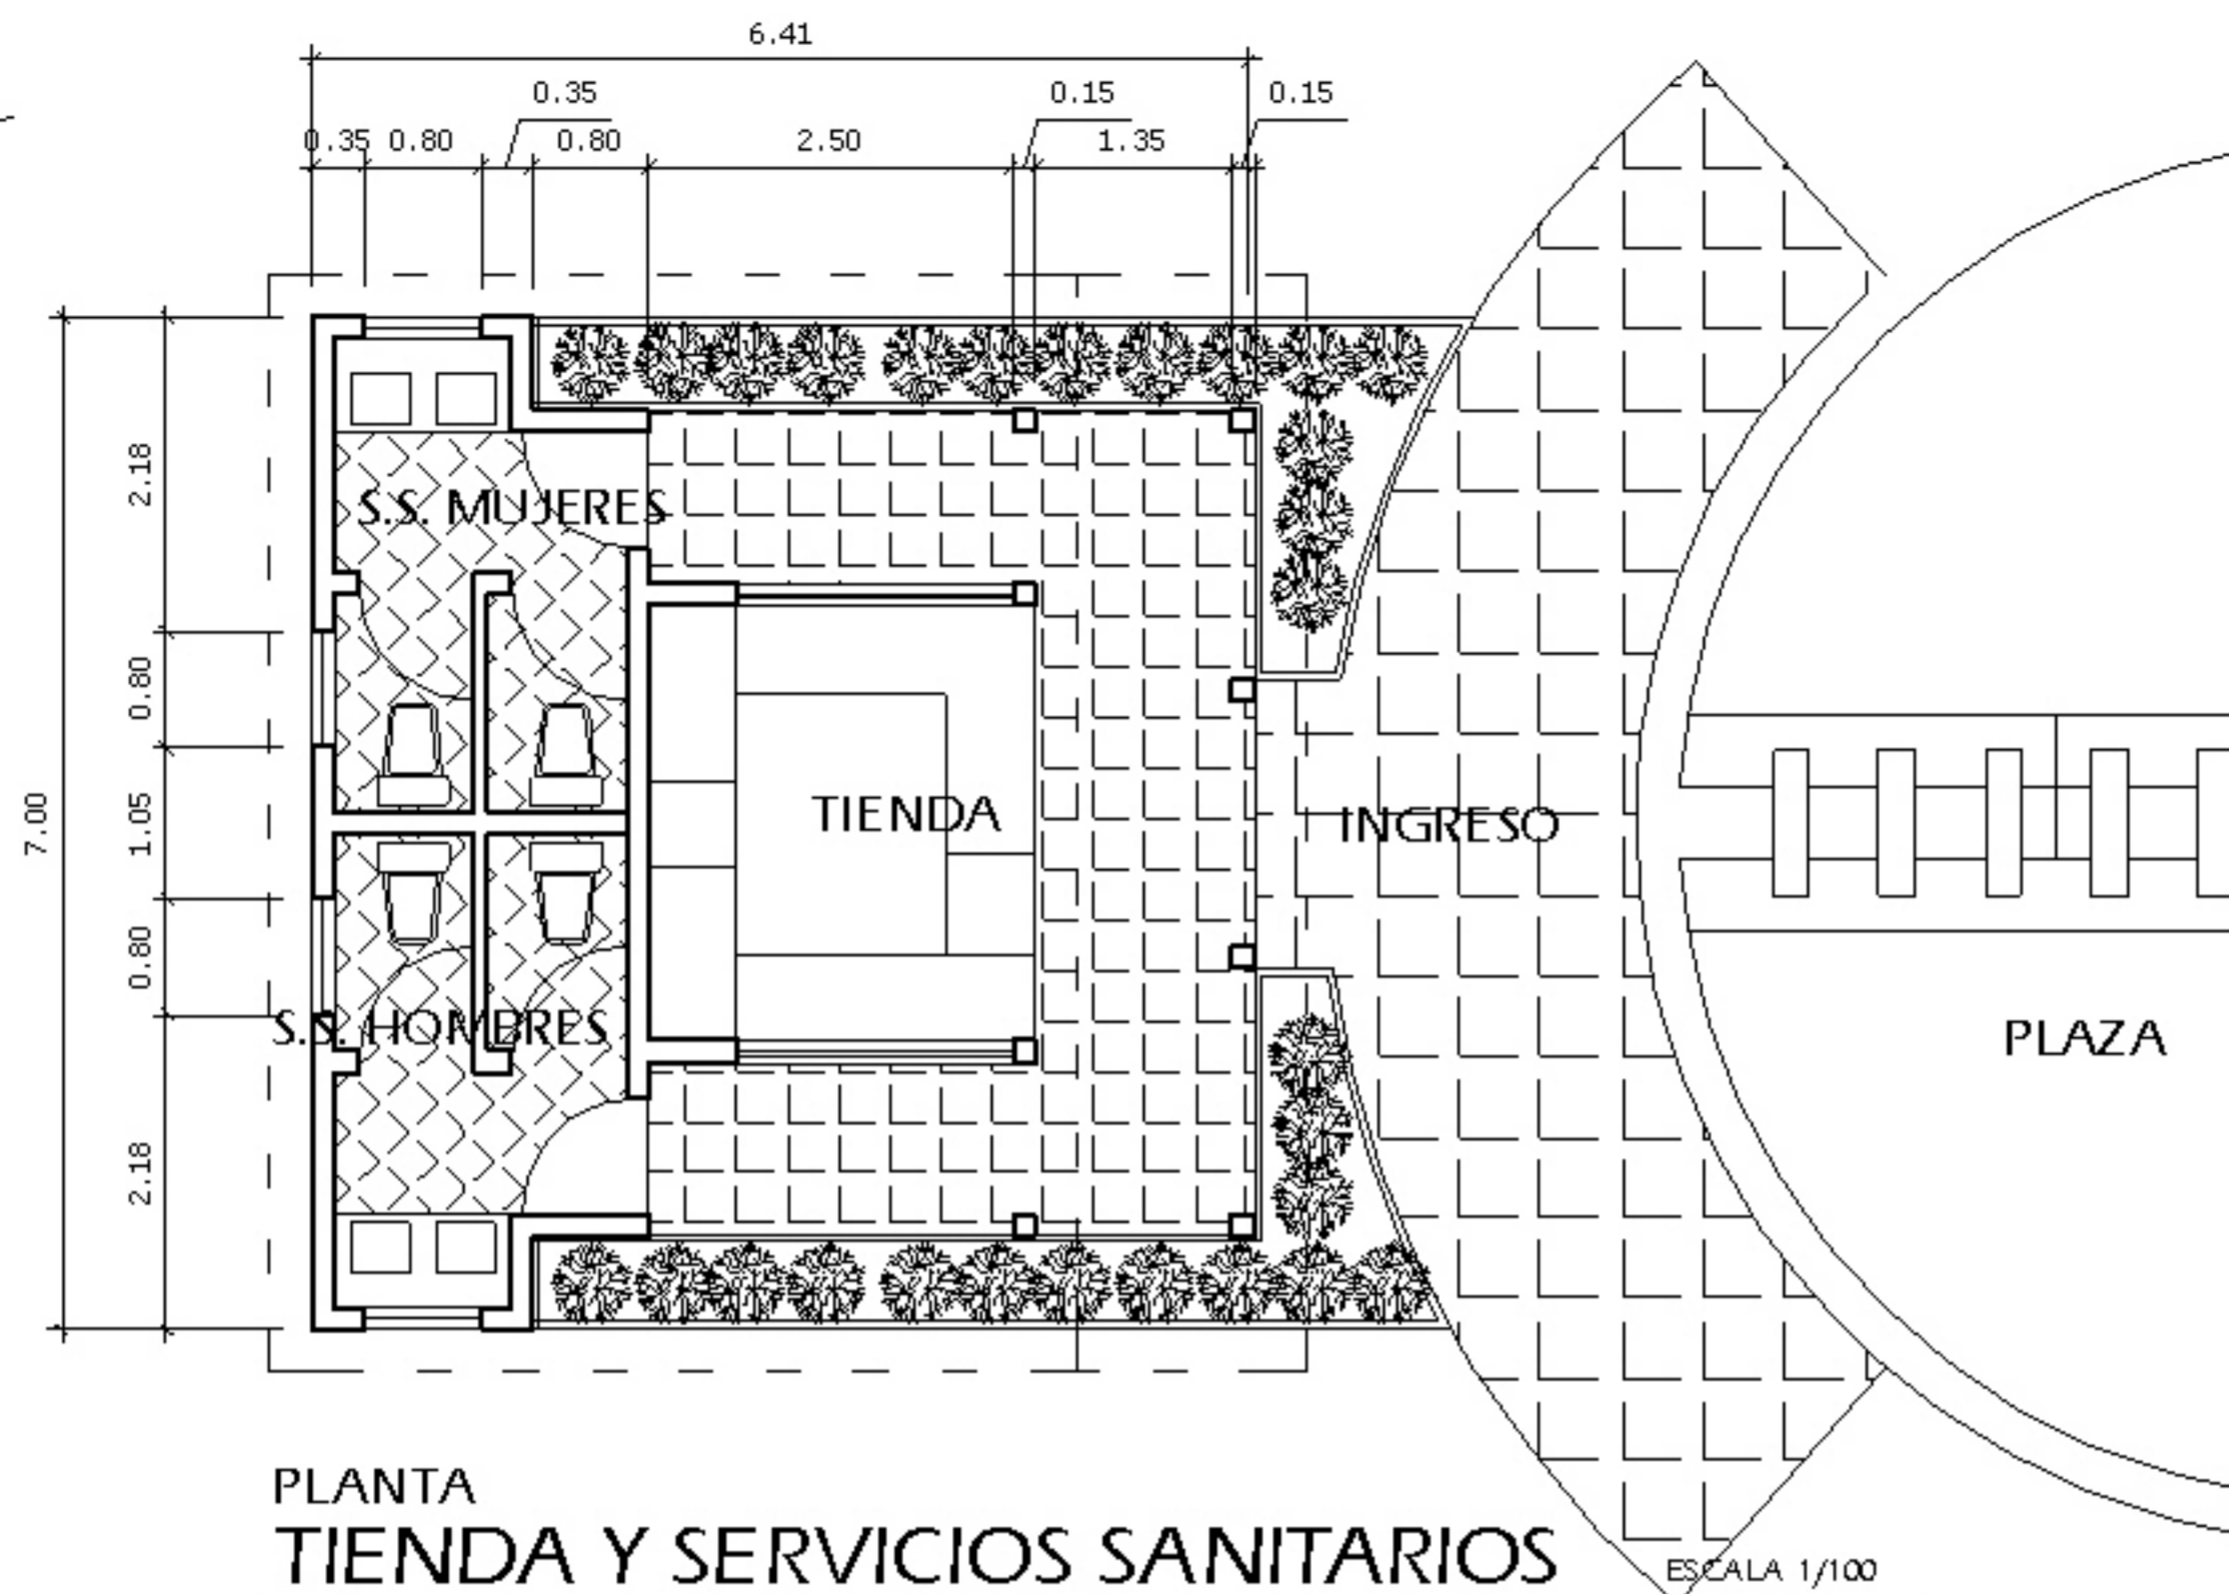 6.41
0.35 0.15 0.15
0.35 0.80 0.80 2.50 1.35
2.18
S.S. MUJERES
0.80
7.00
1.05
TIENDA
INGRESO
0.80
S.S. HOMBRES
PLAZA
2.18
PLANTA
TIENDA Y SERVICIOS SANITARIOS
ESCALA 1/100